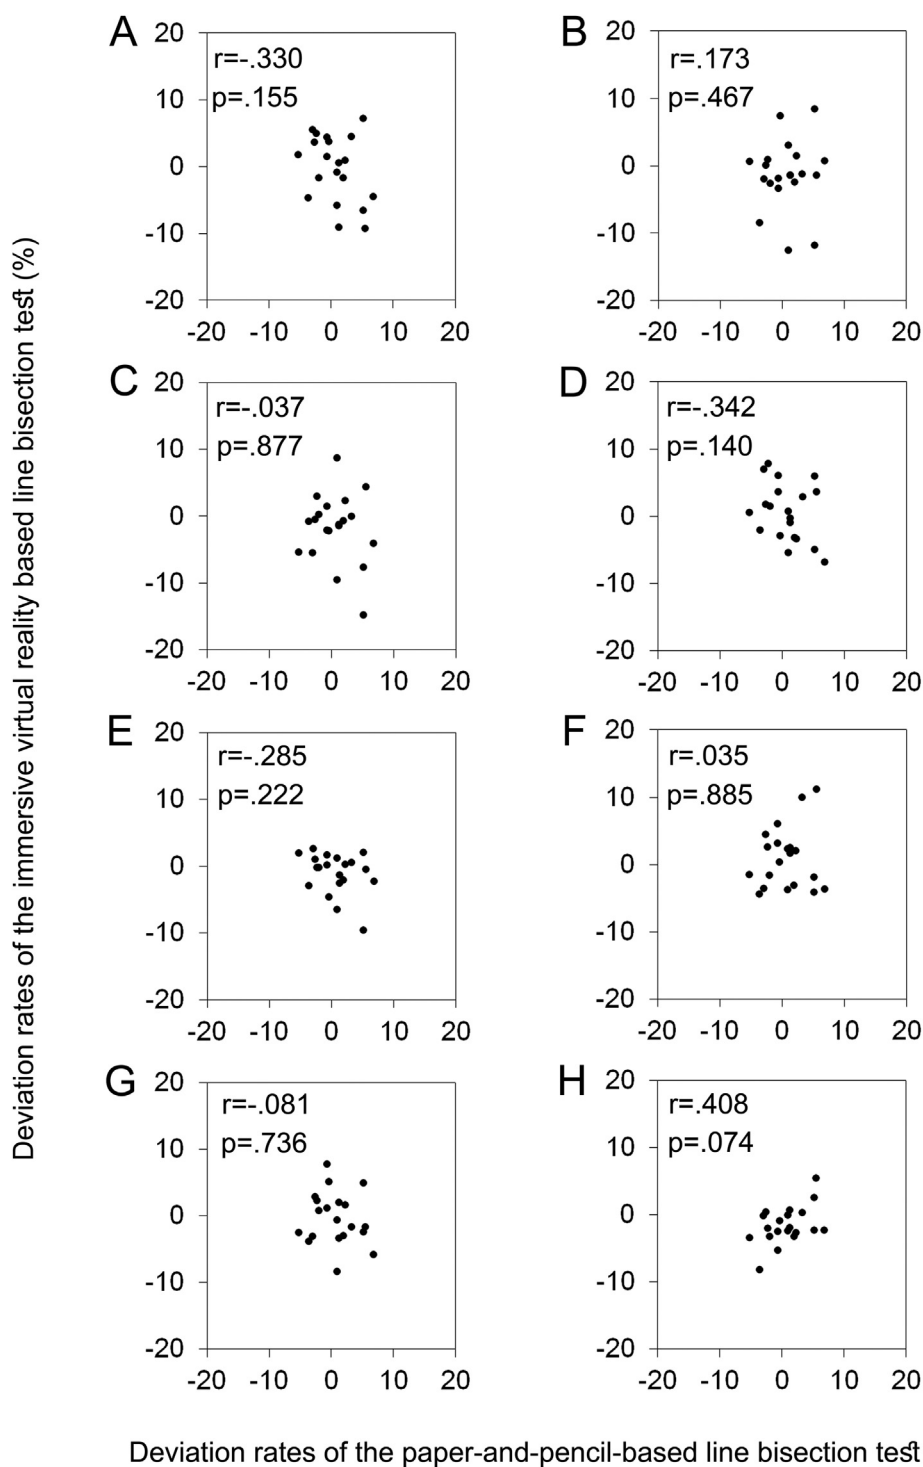 Deviation rates of the immersive virtual reality based line bisection test (%)
A
20
10
0
-10
-20
r=-.330
p=.155
-20 -10 0 10 20
B
20
10
0
-10
-20
r=.173
p=.467
-20 -10 0 10 20
C
20
10
0
-10
-20
r=-.037
p=.877
-20 -10 0 10 20
D
20
10
0
-10
-20
r=-.342
p=.140
-20 -10 0 10 20
E
20
10
0
-10
-20
r=-.285
p=.222
-20 -10 0 10 20
F
20
10
0
-10
-20
r=.035
p=.885
-20 -10 0 10 20
G
20
10
0
-10
-20
r=-.081
p=.736
-20 -10 0 10 20
H
20
10
0
-10
-20
r=.408
p=.074
-20 -10 0 10 20
Deviation rates of the paper-and-pencil-based line bisection test